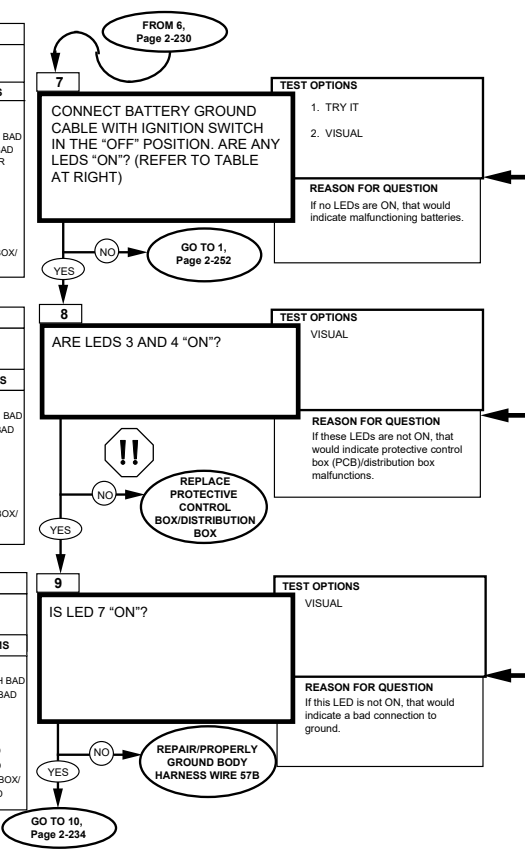 FROM 6,
Page 2-230
7
CONNECT BATTERY GROUND
CABLE WITH IGNITION SWITCH
IN THE “OFF” POSITION. ARE ANY
LEDS “ON”? (REFER TO TABLE
AT RIGHT)
TEST OPTIONS
1. TRY IT
2. VISUAL
REASON FOR QUESTION
If no LEDs are ON, that would
indicate malfunctioning batteries.
NO
GO TO 1,
Page 2-252
YES
S
BAD
BOX/
8
ARE LEDS 3 AND 4 “ON”?
TEST OPTIONS
VISUAL
REASON FOR QUESTION
If these LEDs are not ON, that
would indicate protective control
box (PCB)/distribution box
malfunctions.
!!
NO
REPLACE
PROTECTIVE
CONTROL
BOX/DISTRIBUTION
BOX
YES
S
BAD
BOX/
9
IS LED 7 “ON”?
TEST OPTIONS
VISUAL
REASON FOR QUESTION
If this LED is not ON, that would
indicate a bad connection to
ground.
NO
REPAIR/PROPERLY
GROUND BODY
HARNESS WIRE 57B
YES
GO TO 10,
Page 2-234
NS
H BAD
BAD
BOX/